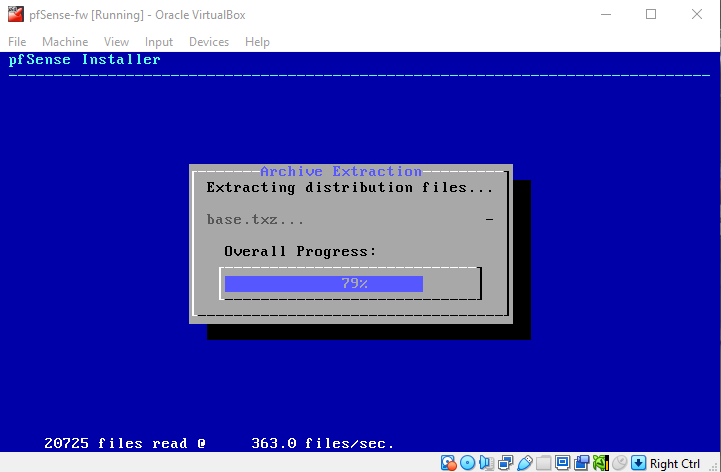 pfSense-fw [Running] - Oracle VirtualBox
File Machine View Input Devices Help
pfSense Installer
Archive Extraction
Extracting distribution files...
base.txz... -
Overall Progress:
79%
20725 files read @ 363.0 files/sec.
Right Ctrl